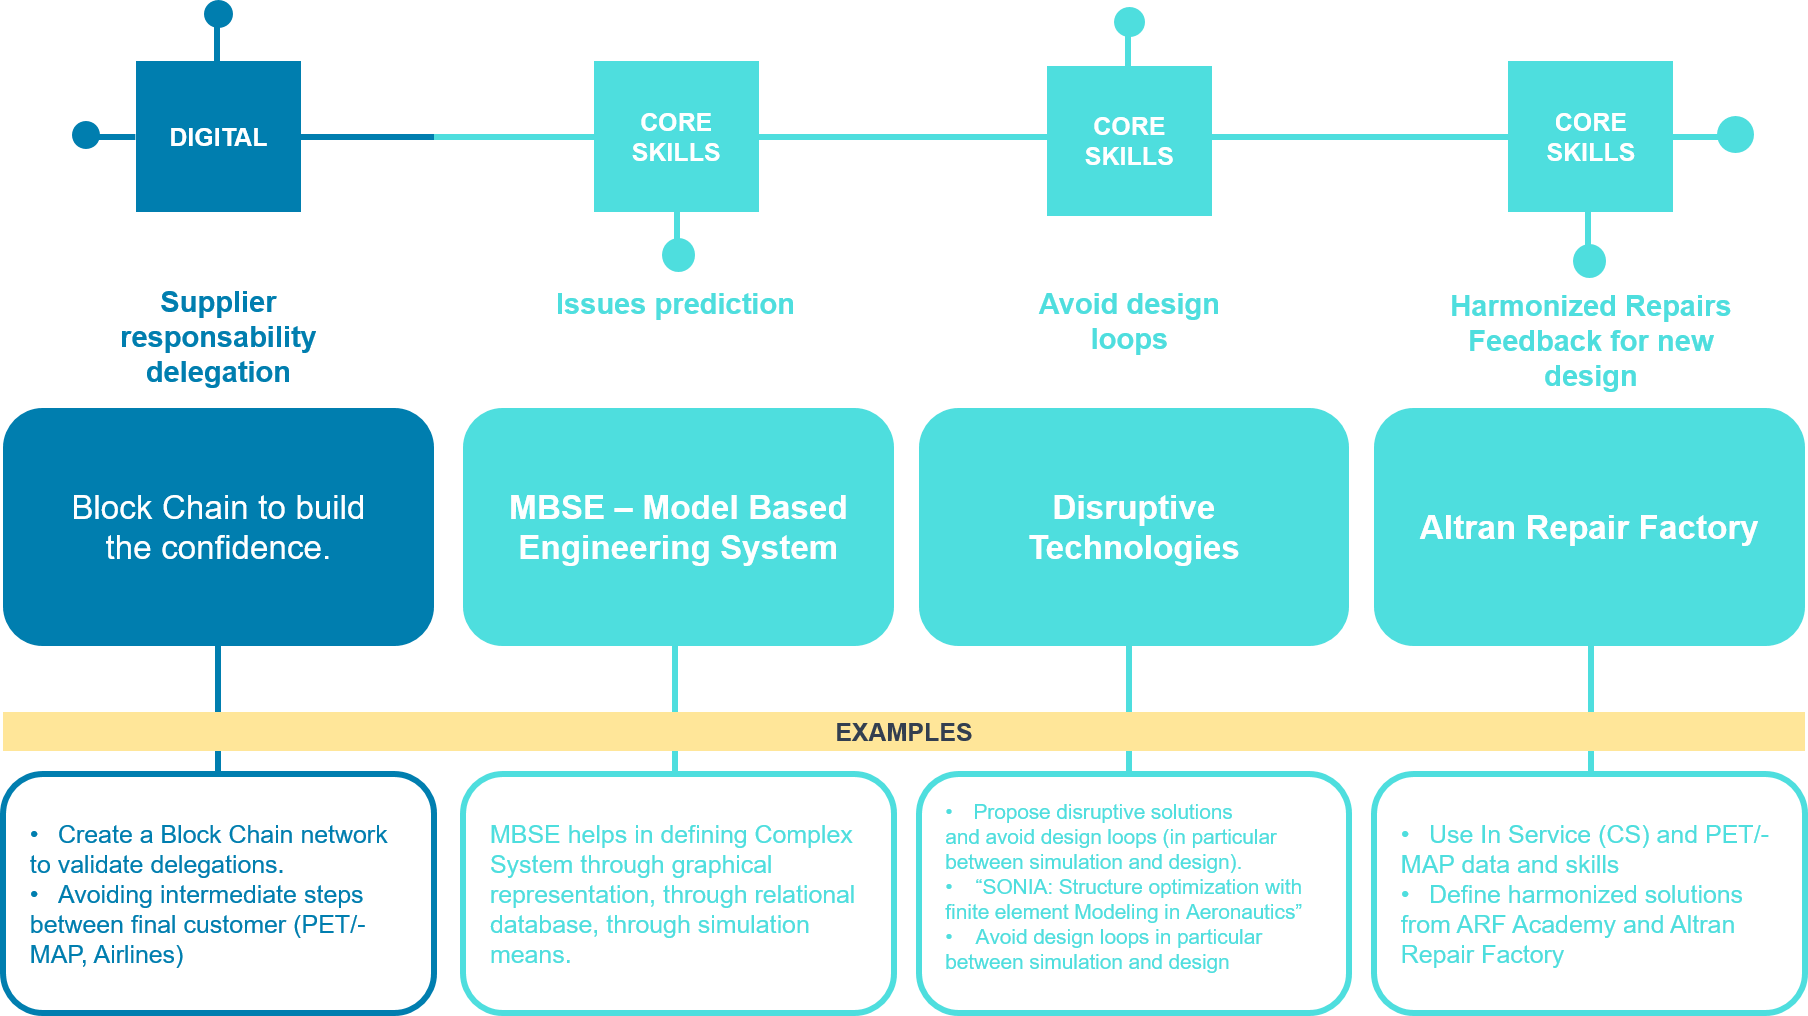 DIGITAL
CORE
SKILLS
CORE
SKILLS
CORE
SKILLS
Supplier
responsability
delegation
Issues prediction
Avoid design
loops
Harmonized Repairs
Feedback for new
design
Block Chain to build
the confidence.
MBSE – Model Based
Engineering System
Disruptive
Technologies
Altran Repair Factory
EXAMPLES
• Create a Block Chain network
to validate delegations.
• Avoiding intermediate steps
between final customer (PET/-
MAP, Airlines)
MBSE helps in defining Complex
System through graphical
representation, through relational
database, through simulation
means.
• Propose disruptive solutions
and avoid design loops (in particular
between simulation and design).
• “SONIA: Structure optimization with
finite element Modeling in Aeronautics”
• Avoid design loops in particular
between simulation and design
• Use In Service (CS) and PET/-
MAP data and skills
• Define harmonized solutions
from ARF Academy and Altran
Repair Factory